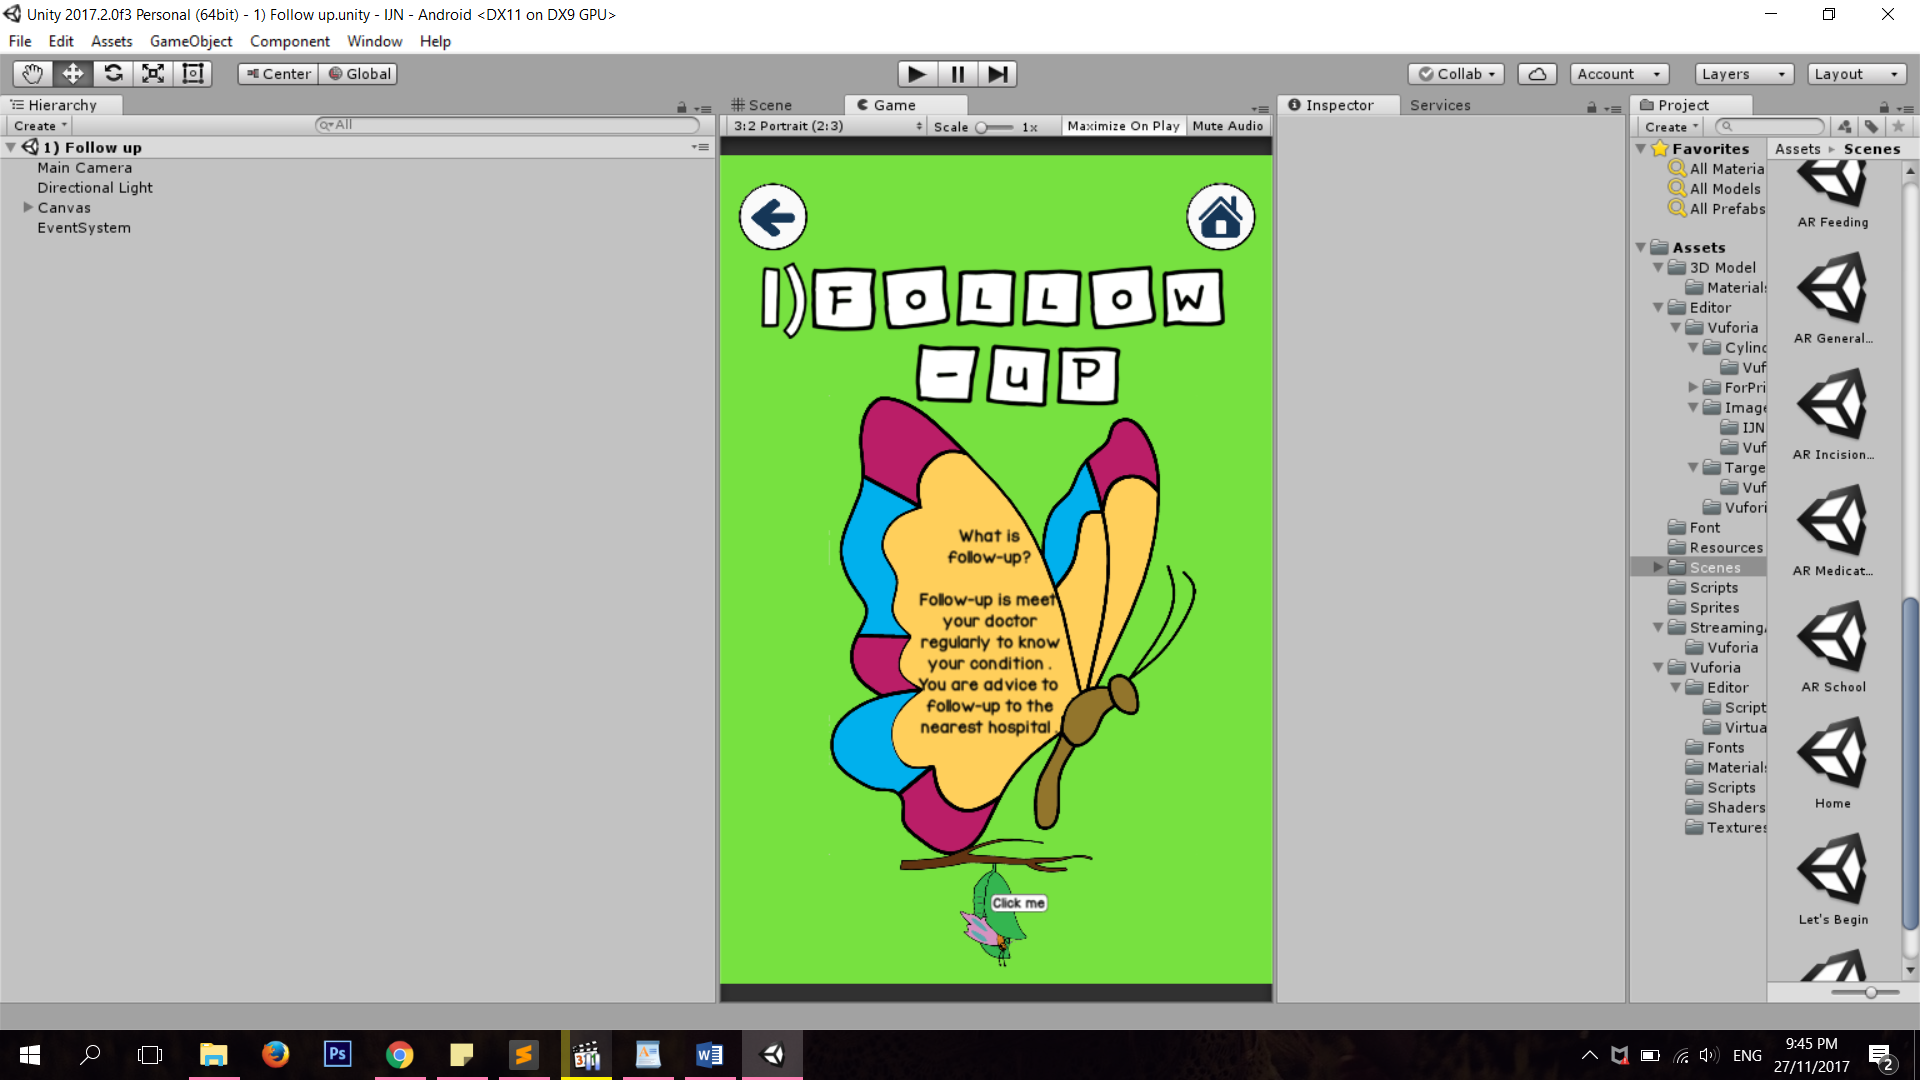 Unity 2017.2.0f3 Personal (64bit) - 1) Follow up.unity - IJN - Android <DX11 on DX9 GPU>
File Edit Assets GameObject Component Window Help
Center Global
Collab Account Layers Layout
Hierarchy
Create All
1) Follow up
Main Camera
Directional Light
Canvas
EventSystem
Scene Game
3:2 Portrait (2:3) Scale 1x Maximize On Play Mute Audio
1) FOLLOW
-UP
What is
follow-up?
Follow-up is meet
your doctor
regularly to know
your condition .
You are advice to
follow-up to the
nearest hospital .
Click me
Inspector Services
Project
Create
Favorites
All Materia
All Models
All Prefabs
Assets
3D Model
Materials
Editor
Vuforia
Cylind
Vuf
ForPri
Image
IJN
Vuf
Targe
Vuf
Vufori
Font
Resources
Scenes
Scripts
Sprites
Streaming
Vuforia
Vuforia
Editor
Script
Virtua
Fonts
Materials
Scripts
Shaders
Textures
Assets Scenes
AR Feeding
AR General...
AR Incision...
AR Medicat...
AR School
Home
Let's Begin
Ps
ENG
9:45 PM
27/11/2017
2